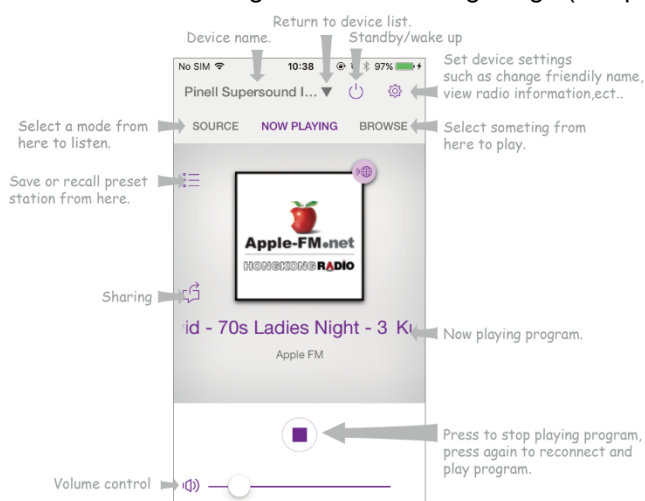 Return to device list.
Device name.
Standby/wake up
No SIM
10:38
97%
Set device settings
such as change friendly name,
view radio information,ect..
Pinell Supersound I...
Select a mode from
here to listen.
SOURCE
NOW PLAYING
BROWSE
Select someting from
here to play.
Save or recall preset
station from here.
Apple-FM.net
HONGKONG RADIO
Sharing
id - 70s Ladies Night - 3
Now playing program.
Apple FM
Press to stop playing program,
press again to reconnect and
play program.
Volume control